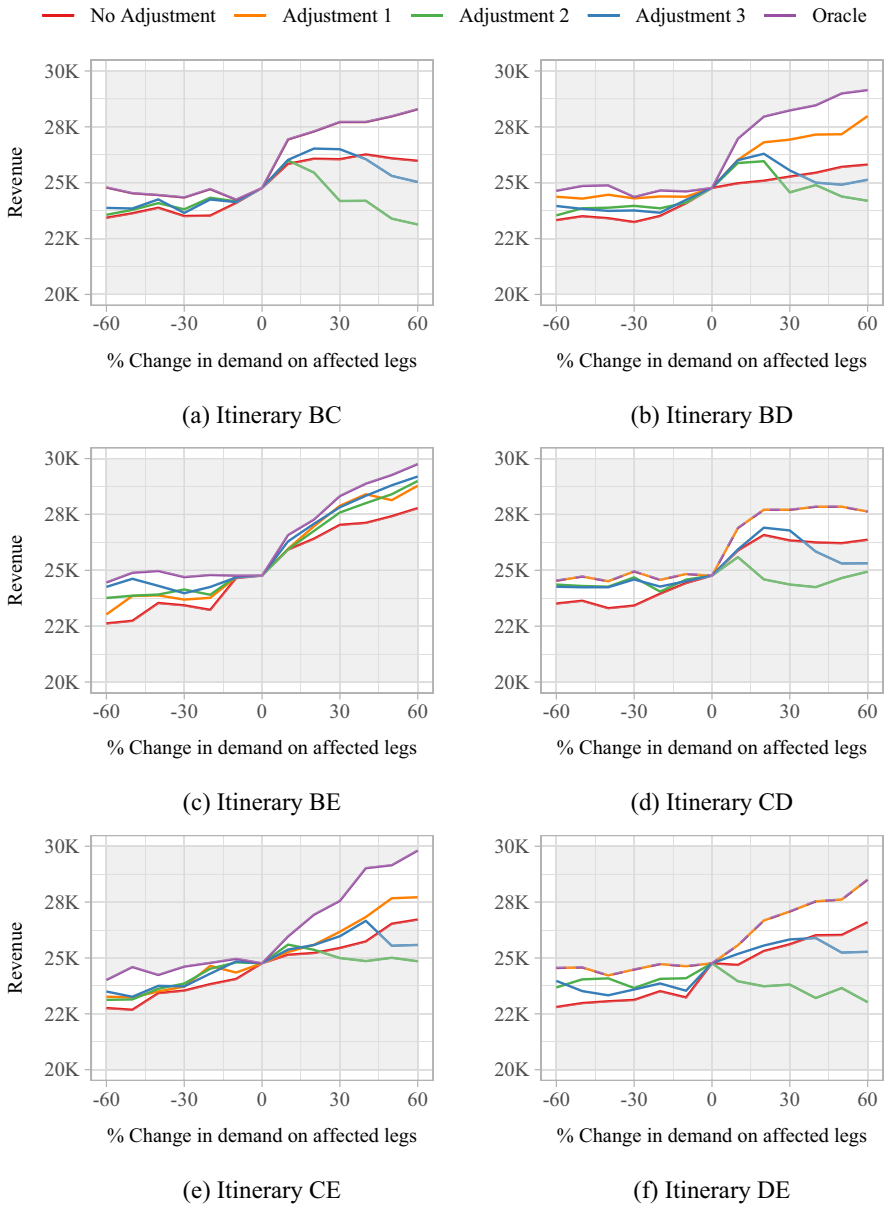 No Adjustment Adjustment 1 Adjustment 2 Adjustment 3 Oracle
30K
28K
25K
22K
20K
Revenue
-60 -30 0 30 60
% Change in demand on affected legs
(a) Itinerary BC
30K
28K
25K
22K
20K
-60 -30 0 30 60
% Change in demand on affected legs
(b) Itinerary BD
30K
28K
25K
22K
20K
Revenue
-60 -30 0 30 60
% Change in demand on affected legs
(c) Itinerary BE
30K
28K
25K
22K
20K
-60 -30 0 30 60
% Change in demand on affected legs
(d) Itinerary CD
30K
28K
25K
22K
20K
Revenue
-60 -30 0 30 60
% Change in demand on affected legs
(e) Itinerary CE
30K
28K
25K
22K
20K
-60 -30 0 30 60
% Change in demand on affected legs
(f) Itinerary DE